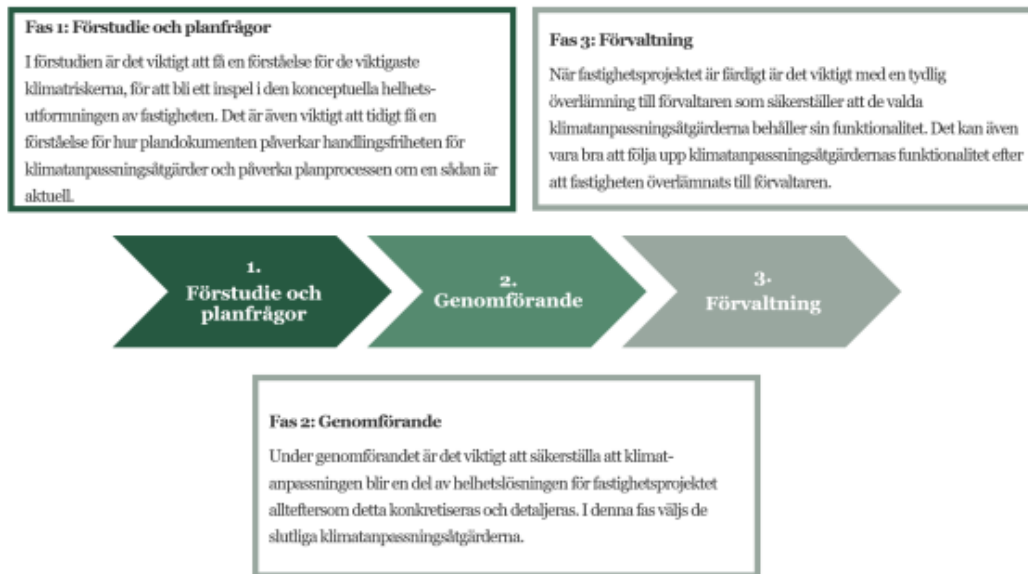 Fas 1: Förstudie och planfrågor
I förstudien är det viktigt att få en förståelse för de viktigaste
klimatriskerna, för att bli ett inspel i den konceptuella helhets-
utformningen av fastigheten. Det är även viktigt att tidigt få en
förståelse för hur plandokumenten påverkar handlingsfriheten för
klimatanpassningsåtgärder och påverka planprocessen om en sådan är
aktuell.
Fas 3: Förvaltning
När fastighetsprojektet är färdigt är det viktigt med en tydlig
överlämning till förvaltaren som säkerställer att de valda
klimatanpassningsåtgärderna behåller sin funktionalitet. Det kan även
vara bra att följa upp klimatanpassningsåtgärdernas funktionalitet efter
att fastigheten överlämnats till förvaltaren.
1.
Förstudie och
planfrågor
2.
Genomförande
3.
Förvaltning
Fas 2: Genomförande
Under genomförandet är det viktigt att säkerställa att klimat-
anpassningen blir en del av helhetslösningen för fastighetsprojektet
allteftersom detta konkretiseras och detaljeras. I denna fas väljs de
slutliga klimatanpassningsåtgärderna.